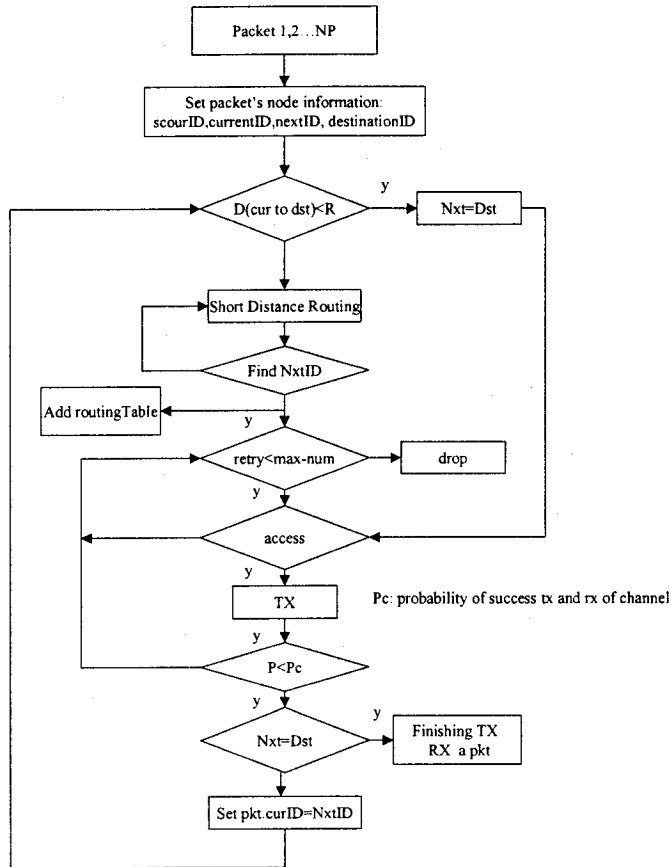 Packet 1,2...NP
Set packet's node information:
scourID,currentID,nextID, destinationID
y
D(cur to dst)<R
Nxt=Dst
Short Distance Routing
Find NxtID
Add routingTable
y
retry<max-num
drop
y
access
y
TX
Pc: probability of success tx and rx of channel
y
P<Pc
y
y
Nxt=Dst
Finishing TX
RX a pkt
Set pkt.curID=NxtID